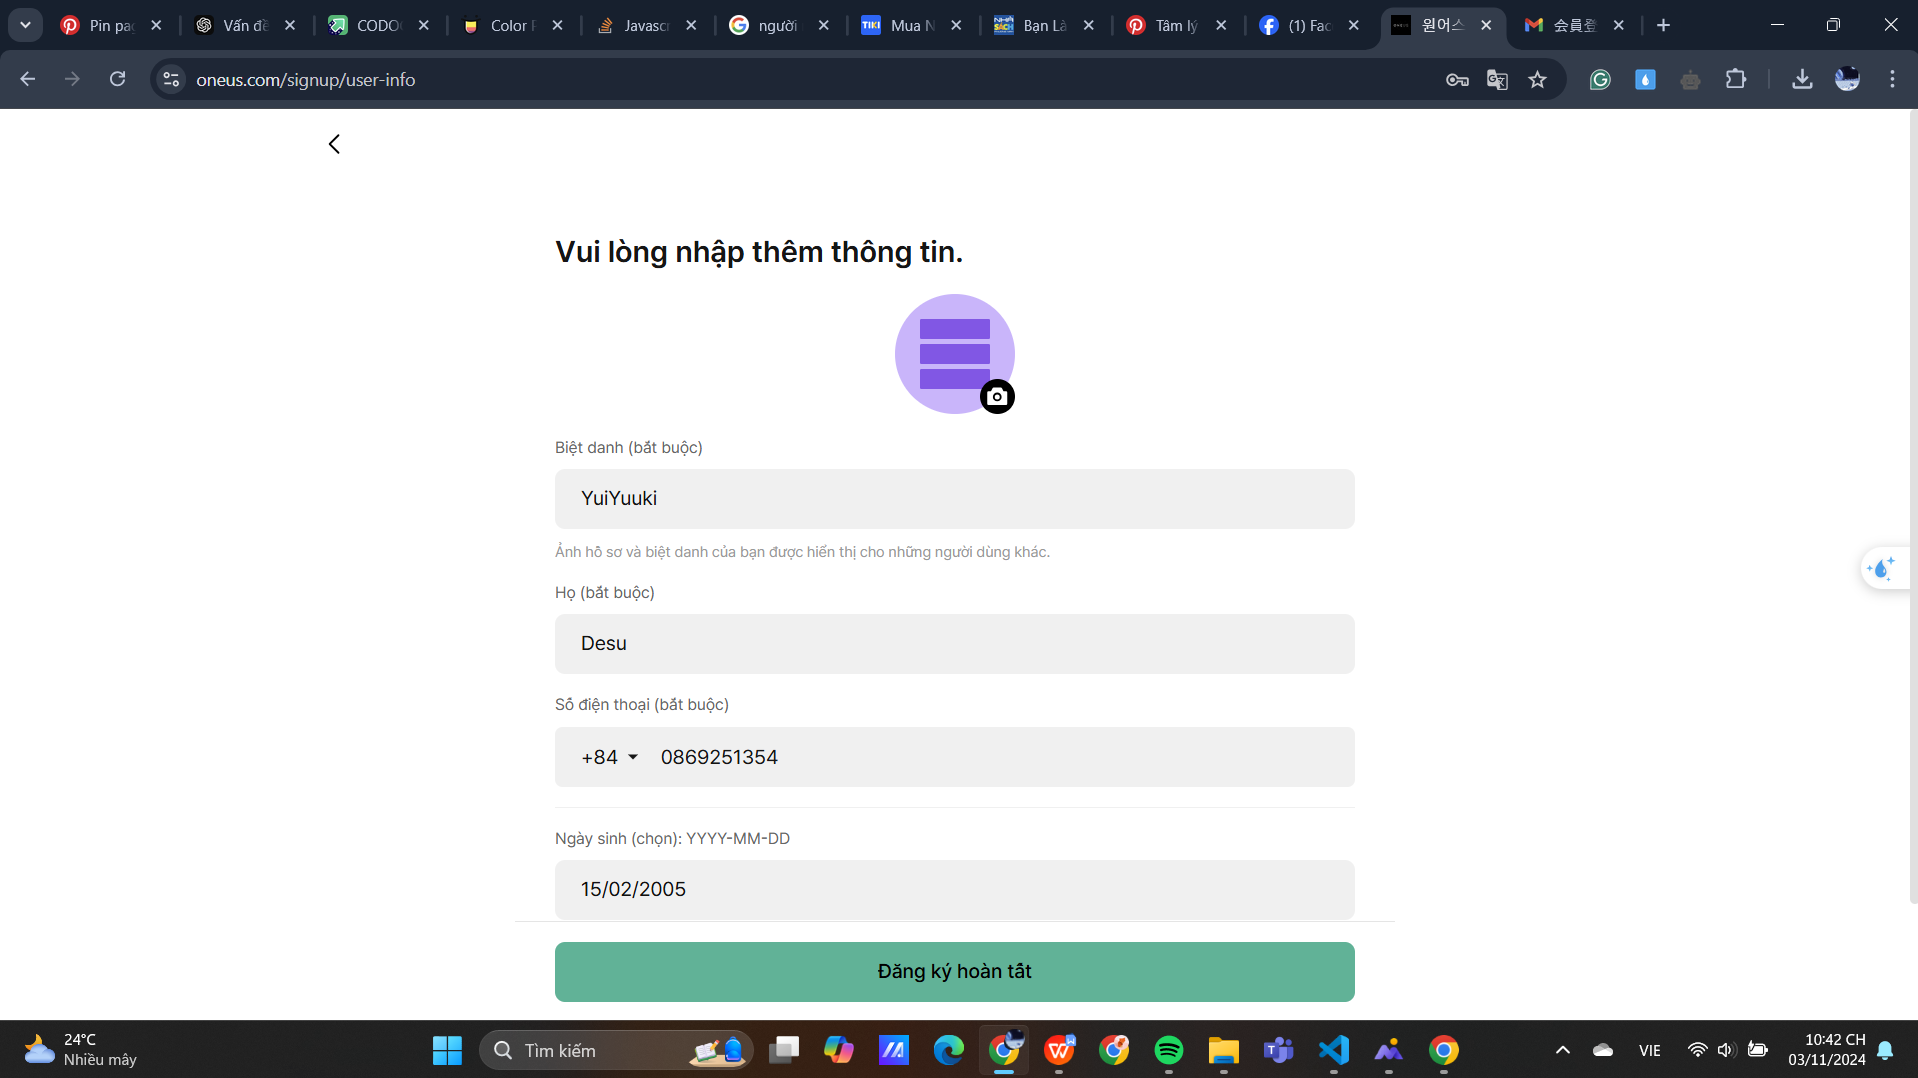 Pin pa
Vấn đề
CODO
Color
Javasc
người
Mua N
Bạn Là
Tâm lý
(1) Fac
원어스
会員登
oneus.com/signup/user-info
Vui lòng nhập thêm thông tin.
Biệt danh (bắt buộc)
YuiYuuki
Ảnh hồ sơ và biệt danh của bạn được hiển thị cho những người dùng khác.
Họ (bắt buộc)
Desu
Số điện thoại (bắt buộc)
+84 0869251354
Ngày sinh (chọn): YYYY-MM-DD
15/02/2005
Đăng ký hoàn tất
24°C
Nhiều mây
Tìm kiếm
VIE
10:42 CH
03/11/2024